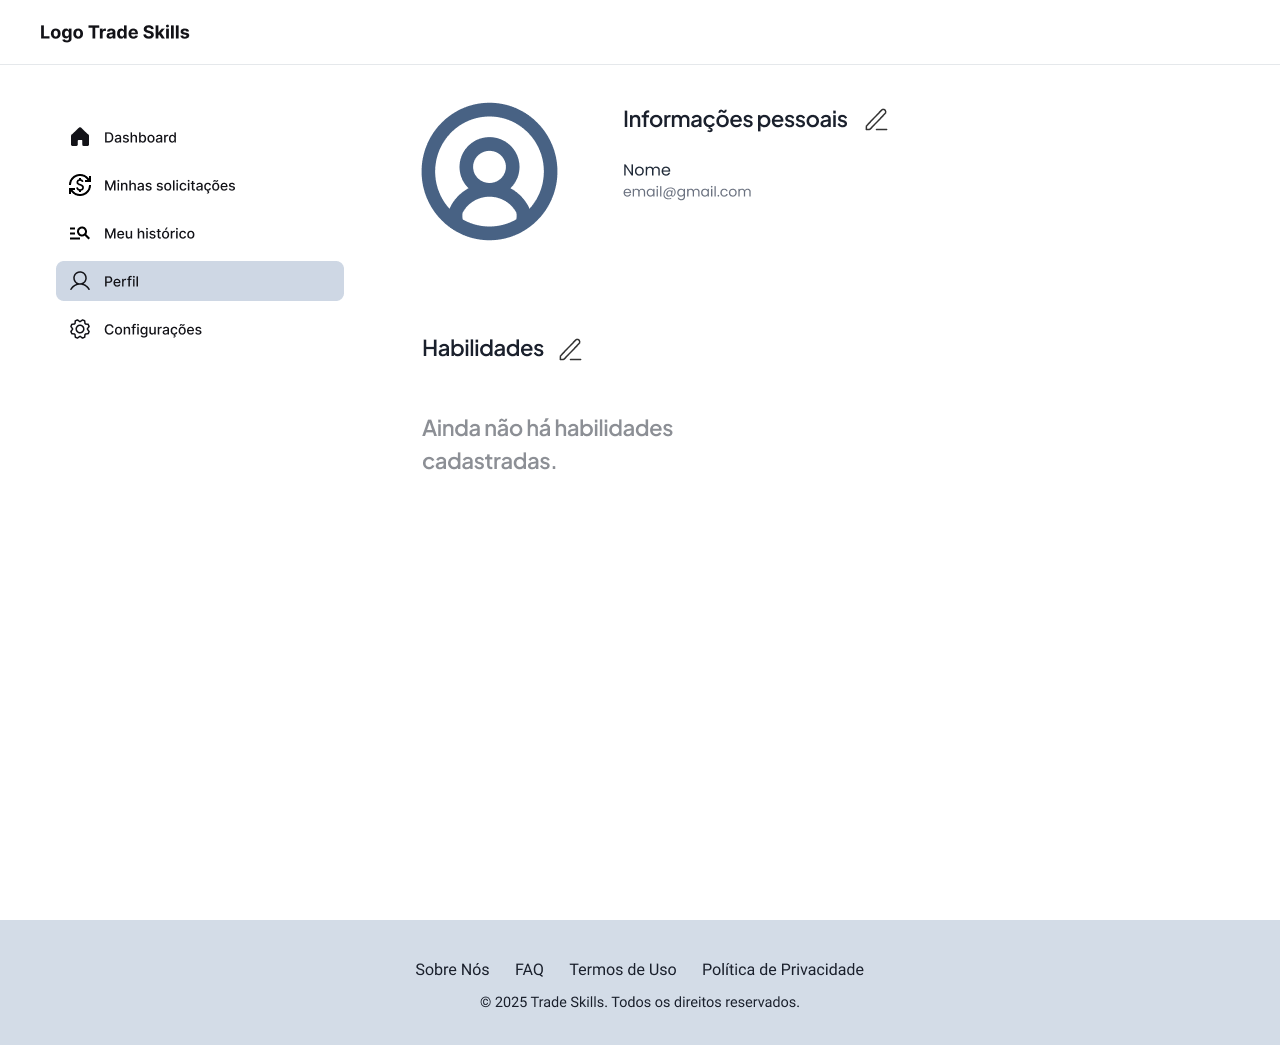 Logo Trade Skills
Dashboard
Minhas solicitações
Meu histórico
Perfil
Configurações
Informações pessoais
Nome
email@gmail.com
Habilidades
Ainda não há habilidades
cadastradas.
Sobre Nós FAQ Termos de Uso Política de Privacidade
© 2025 Trade Skills. Todos os direitos reservados.